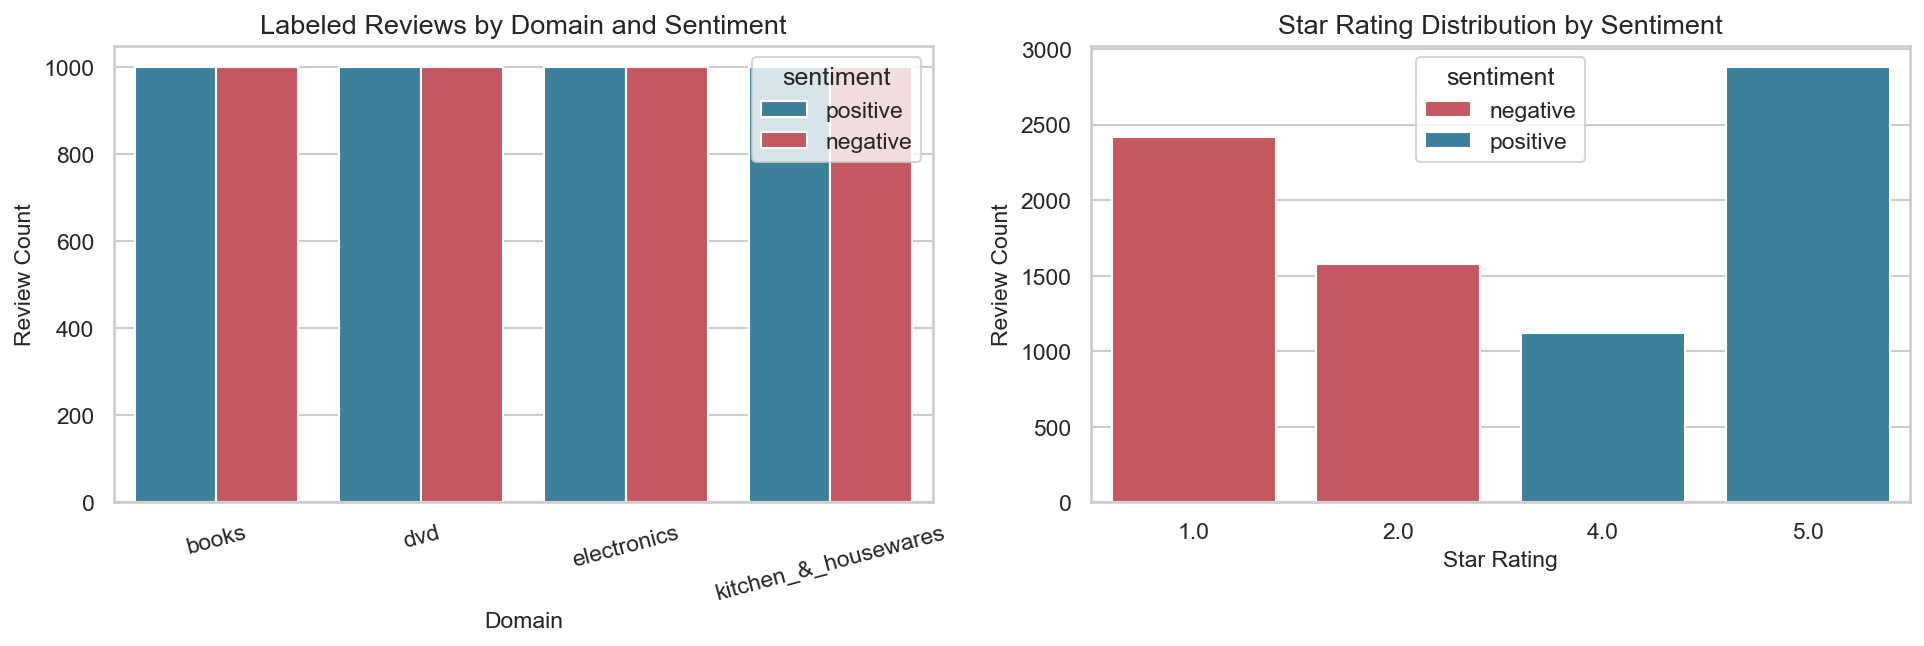 Labeled Reviews by Domain and Sentiment
Review Count
1000
800
600
400
200
0
sentiment
positive
negative
books
dvd
electronics
kitchen_&_housewares
Domain
Star Rating Distribution by Sentiment
Review Count
3000
2500
2000
1500
1000
500
0
sentiment
negative
positive
1.0
2.0
4.0
5.0
Star Rating